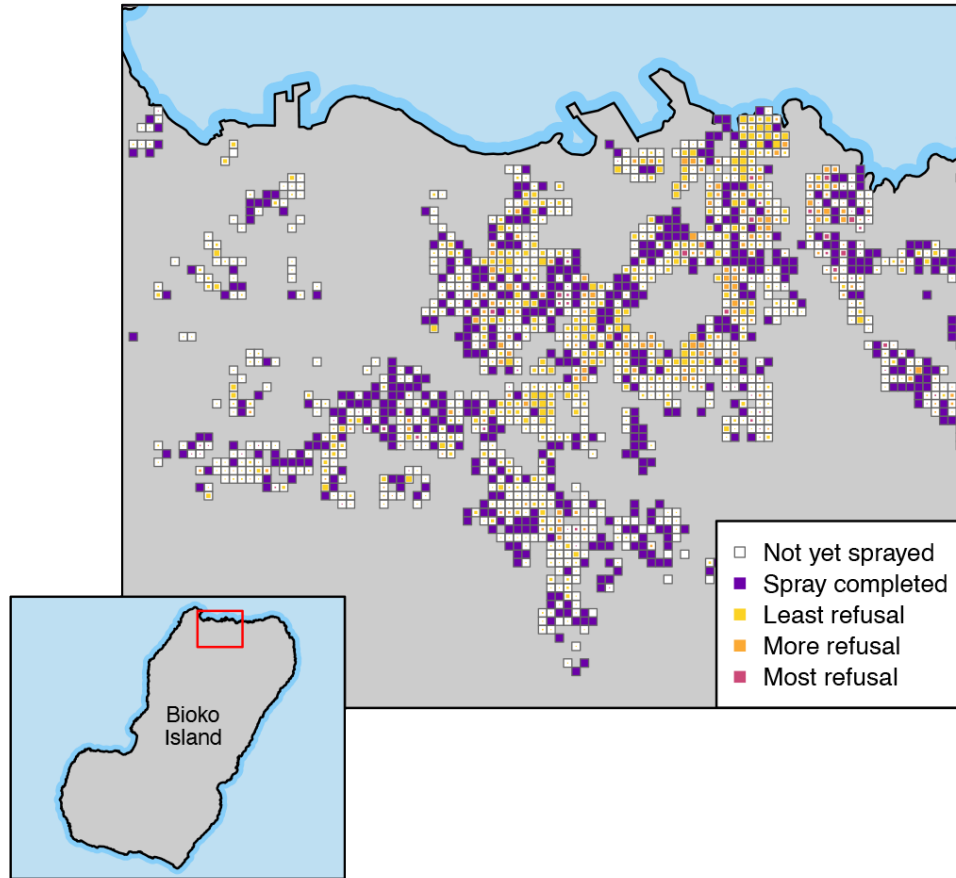 Not yet sprayed
Spray completed
Least refusal
More refusal
Most refusal
Bioko
Island